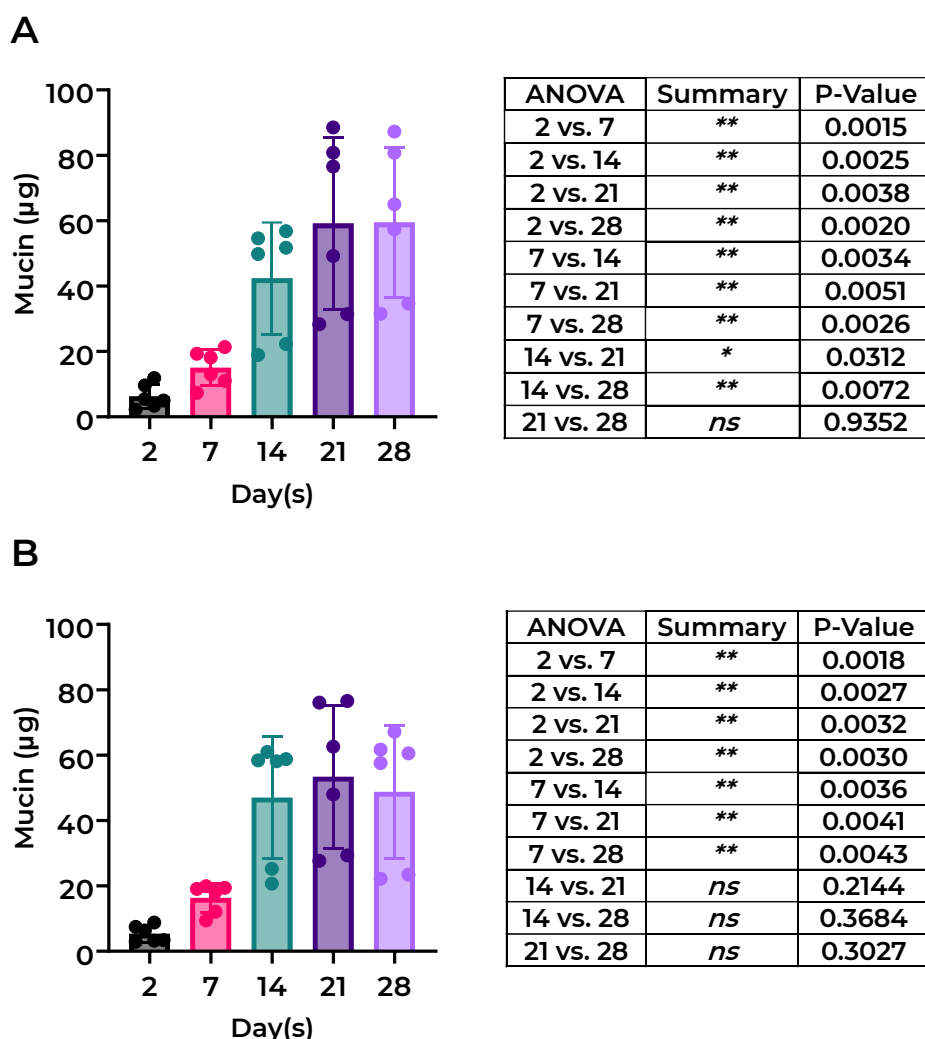 A
100
80
60
40
20
0
Mucin (µg)
2 7 14 21 28
Day(s)
ANOVA Summary P-Value
2 vs. 7 ** 0.0015
2 vs. 14 ** 0.0025
2 vs. 21 ** 0.0038
2 vs. 28 ** 0.0020
7 vs. 14 ** 0.0034
7 vs. 21 ** 0.0051
7 vs. 28 ** 0.0026
14 vs. 21 * 0.0312
14 vs. 28 ** 0.0072
21 vs. 28 ns 0.9352
B
100
80
60
40
20
0
Mucin (µg)
2 7 14 21 28
Day(s)
ANOVA Summary P-Value
2 vs. 7 ** 0.0018
2 vs. 14 ** 0.0027
2 vs. 21 ** 0.0032
2 vs. 28 ** 0.0030
7 vs. 14 ** 0.0036
7 vs. 21 ** 0.0041
7 vs. 28 ** 0.0043
14 vs. 21 ns 0.2144
14 vs. 28 ns 0.3684
21 vs. 28 ns 0.3027